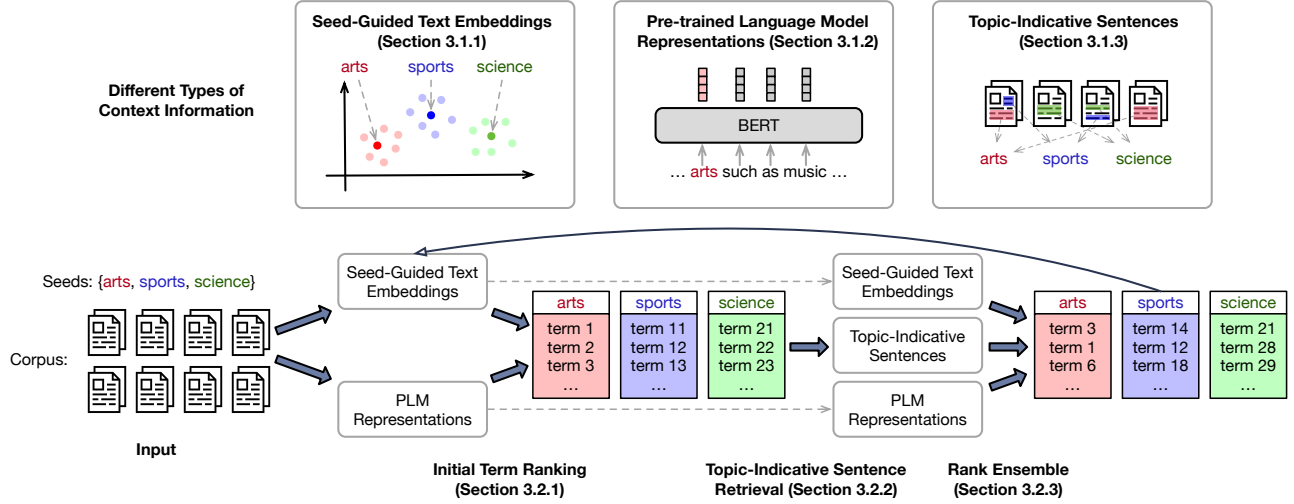 Different Types of
Context Information
Seed-Guided Text Embeddings
(Section 3.1.1)
arts
sports
science
Pre-trained Language Model
Representations (Section 3.1.2)
BERT
... arts such as music ...
Topic-Indicative Sentences
(Section 3.1.3)
arts
sports
science
Seeds: {arts, sports, science}
Corpus:
Input
Seed-Guided Text
Embeddings
PLM
Representations
arts
term 1
term 2
term 3
...
sports
term 11
term 12
term 13
...
science
term 21
term 22
term 23
...
Seed-Guided Text
Embeddings
Topic-Indicative
Sentences
PLM
Representations
arts
term 3
term 1
term 6
...
sports
term 14
term 12
term 18
...
science
term 21
term 28
term 29
...
Initial Term Ranking
(Section 3.2.1)
Topic-Indicative Sentence
Retrieval (Section 3.2.2)
Rank Ensemble
(Section 3.2.3)